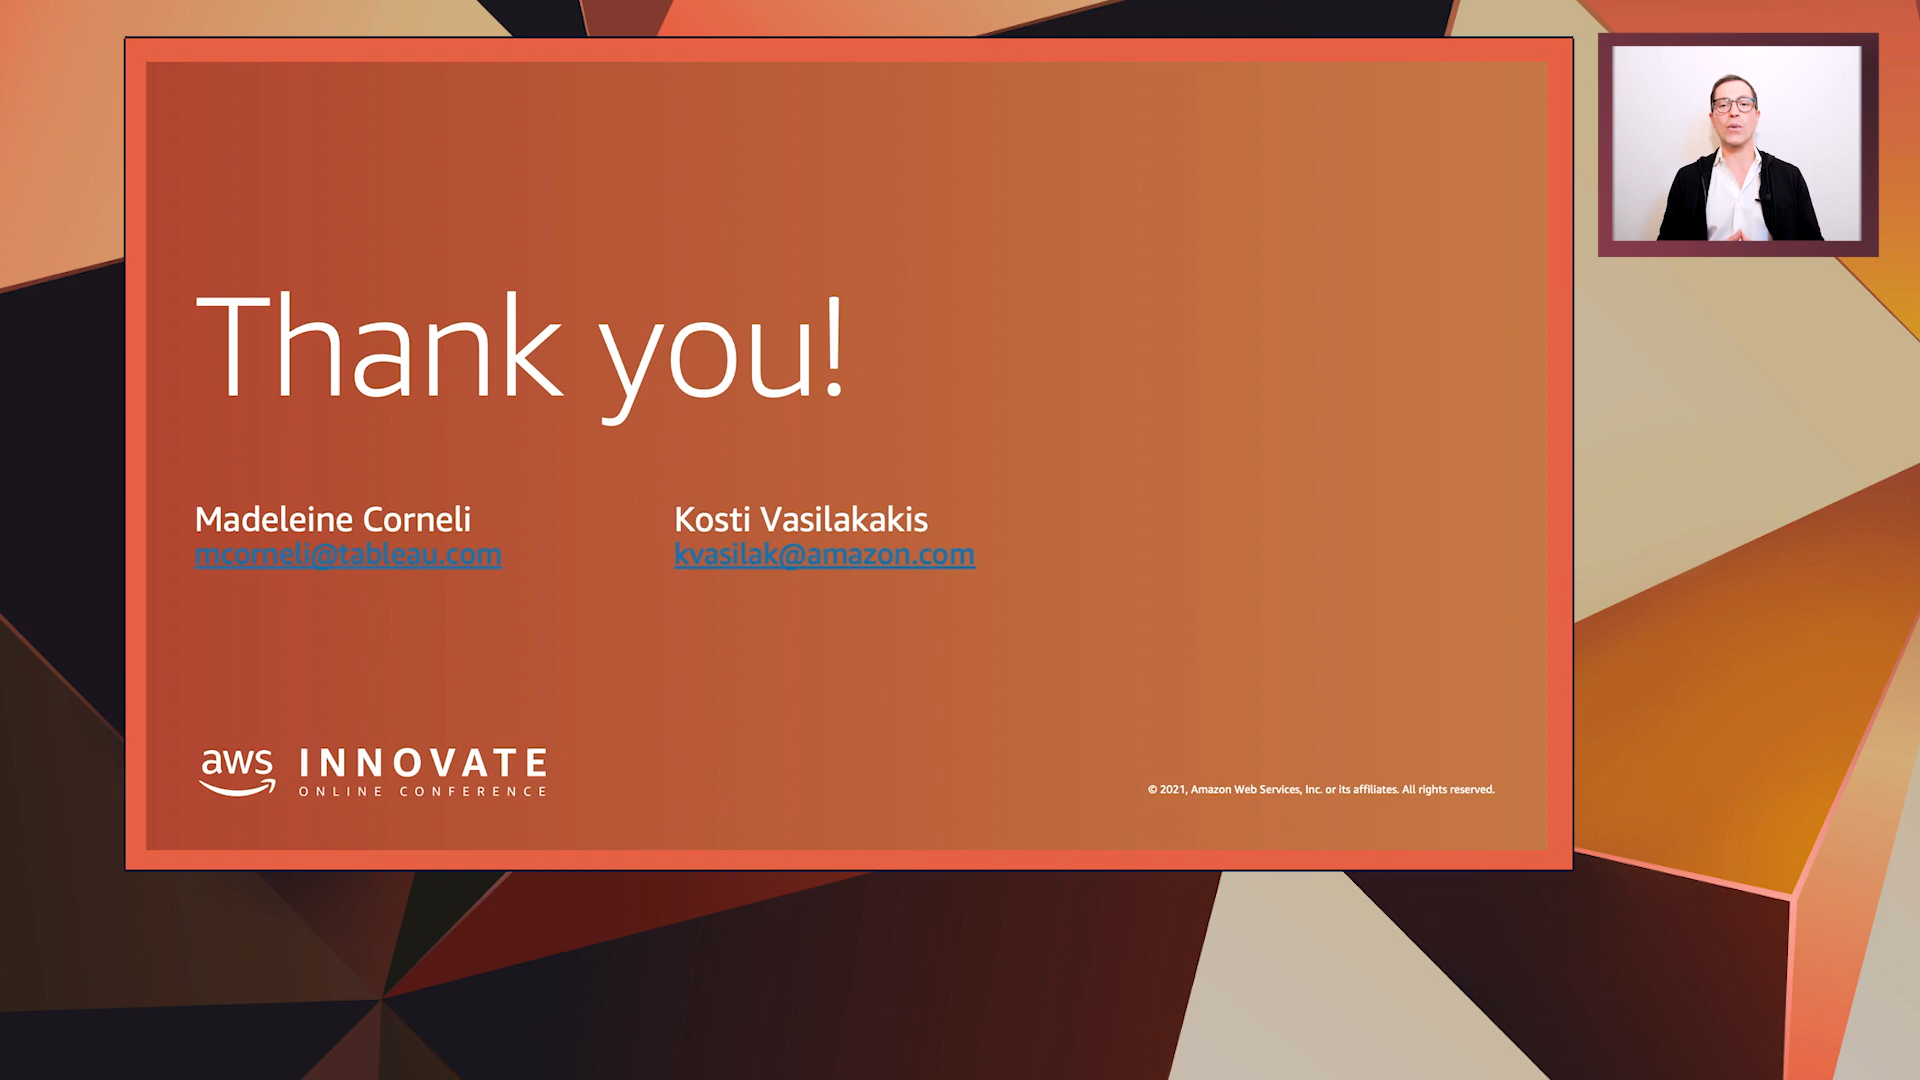 Thank you!
Madeleine Corneli
mcorneli@tableau.com
Kosti Vasilakakis
kvasilak@amazon.com
aws INNOVATE
ONLINE CONFERENCE
© 2021, Amazon Web Services, Inc. or its affiliates. All rights reserved.